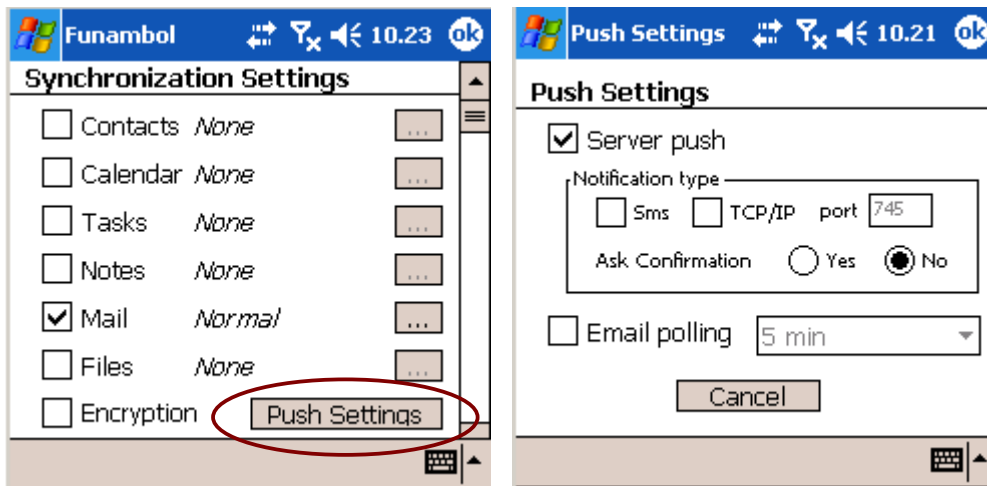 Funambol 10.23 ok
Synchronization Settings
Contacts None ...
Calendar None ...
Tasks None ...
Notes None ...
Mail Normal ...
Files None ...
Encryption Push Settings
Push Settings 10.21 ok
Push Settings
Server push
Notification type
Sms TCP/IP port 745
Ask Confirmation Yes No
Email polling 5 min
Cancel